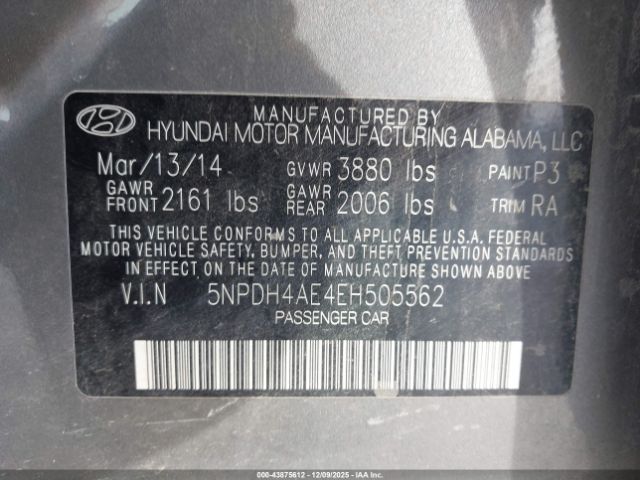 MANUFACTURED BY
HYUNDAI MOTOR MANUFACTURING ALABAMA, LLC
Mar/13/14 GVWR 3880 lbs PAINT P3
GAWR FRONT 2161 lbs GAWR REAR 2006 lbs TRIM RA
THIS VEHICLE CONFORMS TO ALL APPLICABLE U.S.A. FEDERAL
MOTOR VEHICLE SAFETY, BUMPER, AND THEFT PREVENTION STANDARDS
IN EFFECT ON THE DATE OF MANUFACTURE SHOWN ABOVE
V.I.N 5NPDH4AE4EH505562
PASSENGER CAR
000-43875612 - 12/09/2025 - IAA Inc.